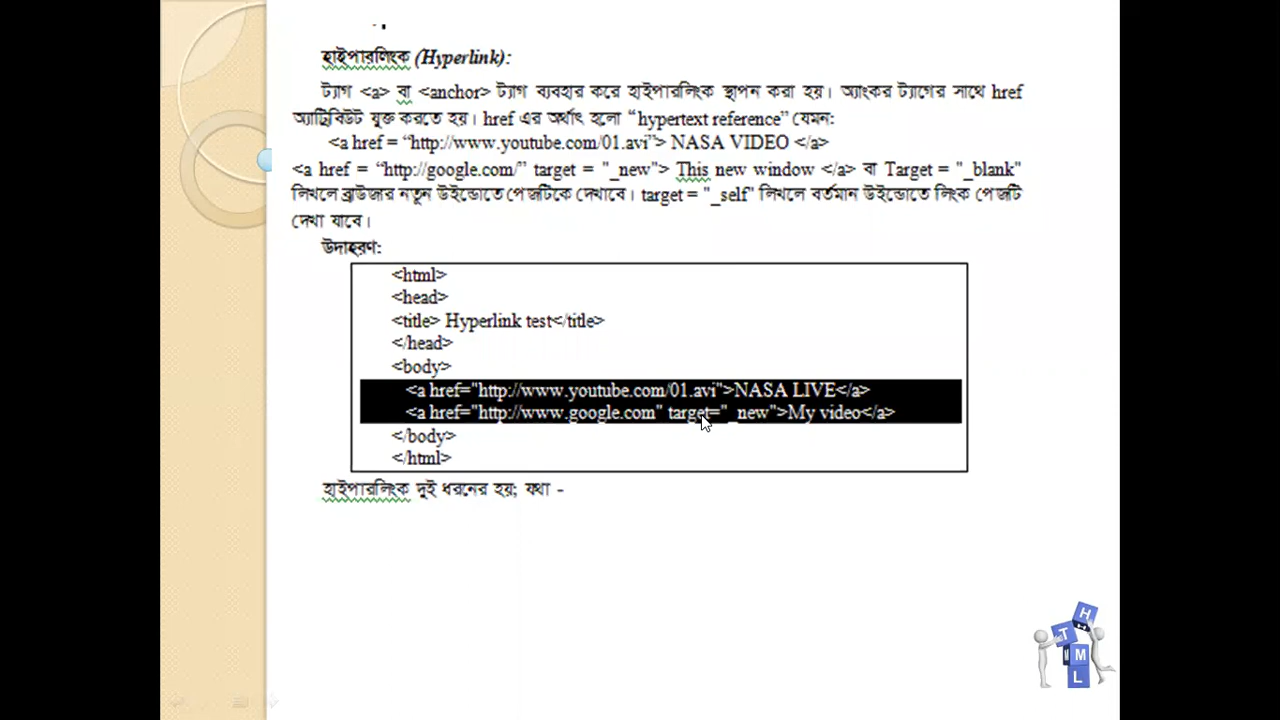 হাইপারলিংক (Hyperlink):
ট্যাগ <a> বা <anchor> ট্যাগ ব্যবহার করে হাইপারলিংক স্থাপন করা হয়। অ্যাংকর ট্যাগের সাথে href
অ্যাট্রিবিউট যুক্ত করতে হয়। href এর অর্থাৎ হলো “hypertext reference” যেমন:
<a href = “http://www.youtube.com/01.avi”> NASA VIDEO </a>
<a href = “http://google.com/” target = "_new"> This new window </a> বা Target = "_blank"
লিখলে ব্রাউজার নতুন উইন্ডোতে পেজটিকে দেখাবে। target = "_self" লিখলে বর্তমান উইন্ডোতে লিংক পেজটি
দেখা যাবে।
উদাহরণ:
<html>
<head>
<title> Hyperlink test</title>
</head>
<body>
<a href="http://www.youtube.com/01.avi">NASA LIVE</a>
<a href="http://www.google.com" target="_new">My video</a>
</body>
</html>
হাইপারলিংক দুই ধরনের হয়; যথা -
H
T M
M
L